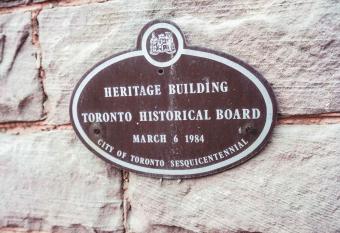 HERITAGE BUILDING
TORONTO HISTORICAL BOARD
MARCH 6 1984
CITY OF TORONTO SESQUICENTENNIAL